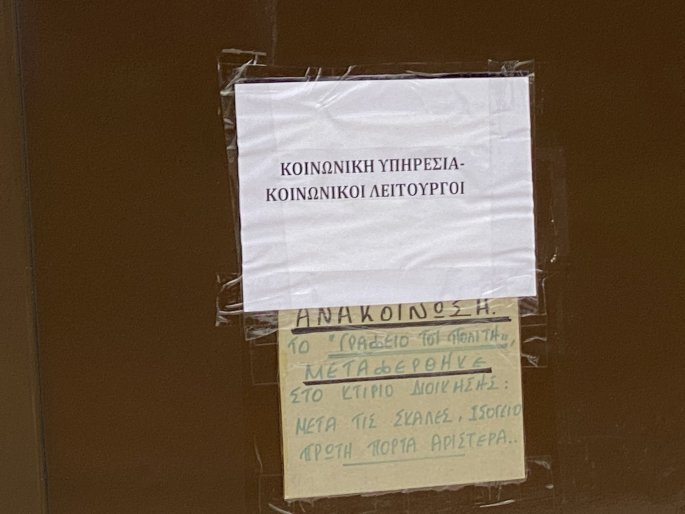 ΚΟΙΝΩΝΙΚΗ ΥΠΗΡΕΣΙΑ-
ΚΟΙΝΩΝΙΚΟΙ ΛΕΙΤΟΥΡΓΟΙ
ΑΝΑΚΟΙΝΩΣΗ.
ΤΟ "ΓΡΑΦΕΙΟ ΤΟΥ ΠΟΛΙΤΗ",
ΜΕΤΑΦΕΡΘΗΚΕ
ΣΤΟ ΚΤΙΡΙΟ ΔΙΟΙΚΗΣΗΣ:
ΜΕΤΑ ΤΙΣ ΣΚΑΛΕΣ, ΙΣΟΓΕΙΟ
ΠΡΩΤΗ ΠΟΡΤΑ ΑΡΙΣΤΕΡΑ..